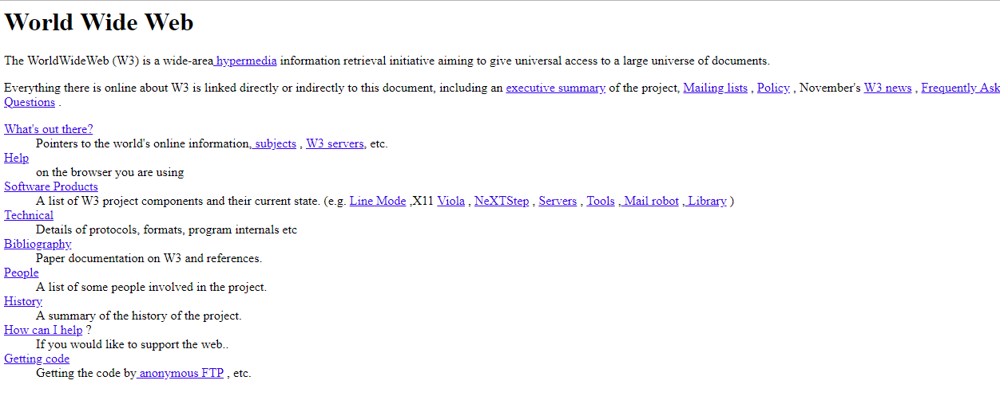 World Wide Web
The WorldWideWeb (W3) is a wide-area hypermedia information retrieval initiative aiming to give universal access to a large universe of documents.
Everything there is online about W3 is linked directly or indirectly to this document, including an executive summary of the project, Mailing lists , Policy , November's W3 news , Frequently Ask
Questions .
What's out there?
Pointers to the world's online information, subjects , W3 servers, etc.
Help
on the browser you are using
Software Products
A list of W3 project components and their current state. (e.g. Line Mode ,X11 Viola , NeXTStep , Servers , Tools , Mail robot , Library )
Technical
Details of protocols, formats, program internals etc
Bibliography
Paper documentation on W3 and references.
People
A list of some people involved in the project.
History
A summary of the history of the project.
How can I help ?
If you would like to support the web..
Getting code
Getting the code by anonymous FTP , etc.